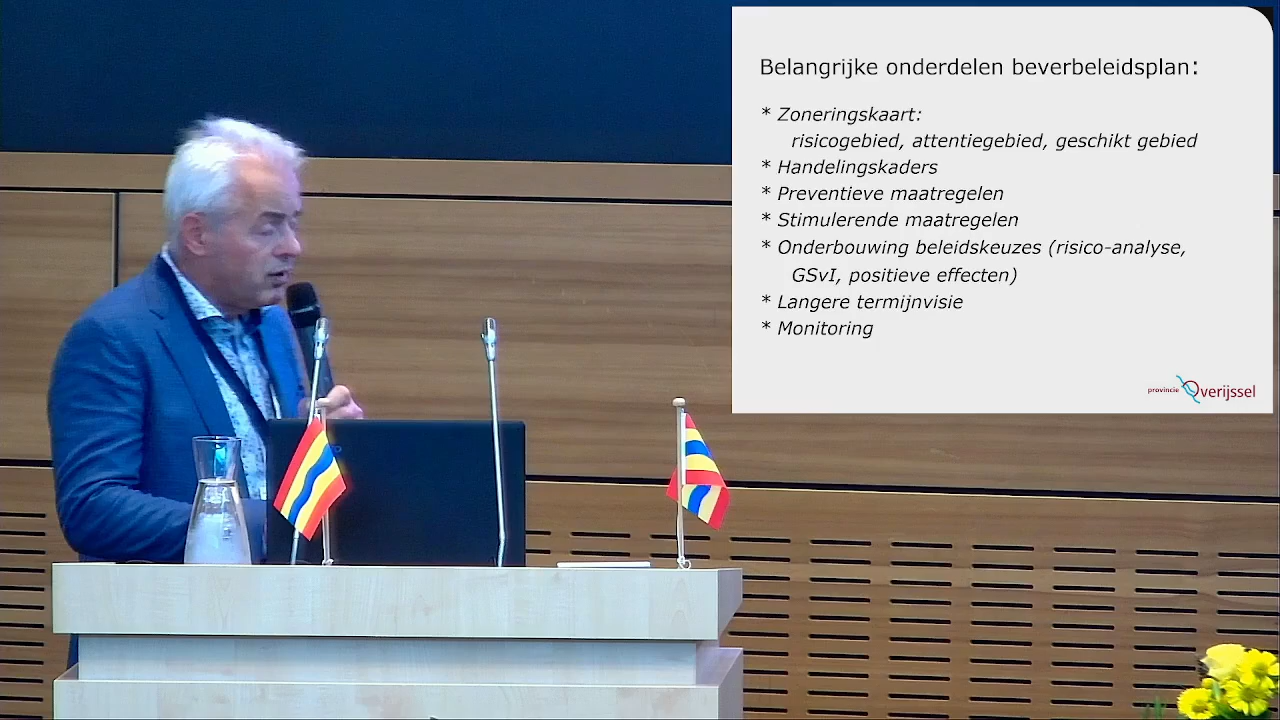 Belangrijke onderdelen beverbeleidsplan:
* Zoneringskaart:
risicogebied, attentiegebied, geschikt gebied
* Handelingskaders
* Preventieve maatregelen
* Stimulerende maatregelen
* Onderbouwing beleidskeuzes (risico-analyse,
GSvI, positieve effecten)
* Langere termijnvisie
* Monitoring
provincie Overijssel